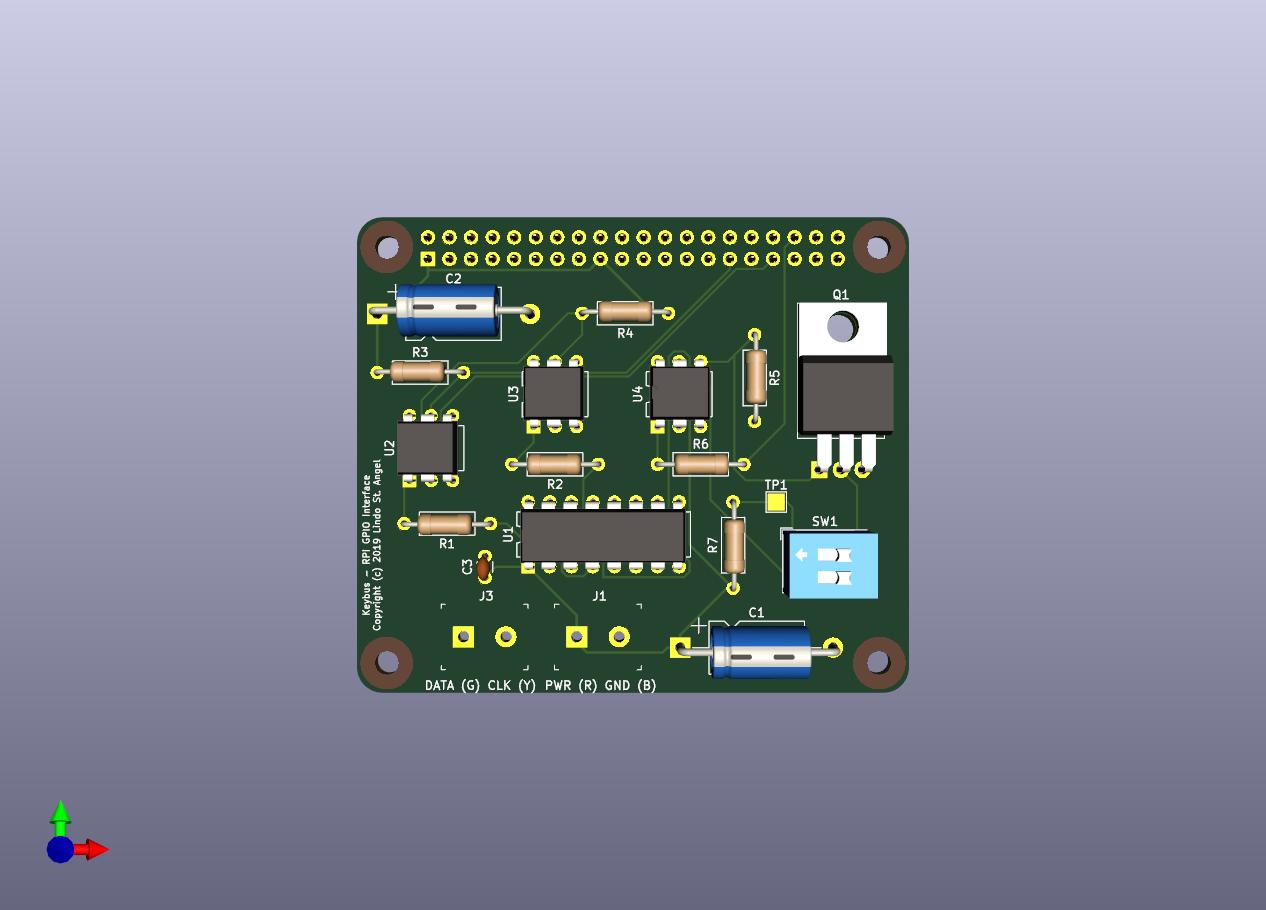 C2
Q1
R4
R3
R5
U3
U4
U2
R6
R2
TP1
SW1
R1
U1
R7
C3
J3
J1
C1
Keybus - RPI GPIO Interface
Copyright (c) 2019 Lindo St. Angel
DATA (G) CLK (Y) PWR (R) GND (B)